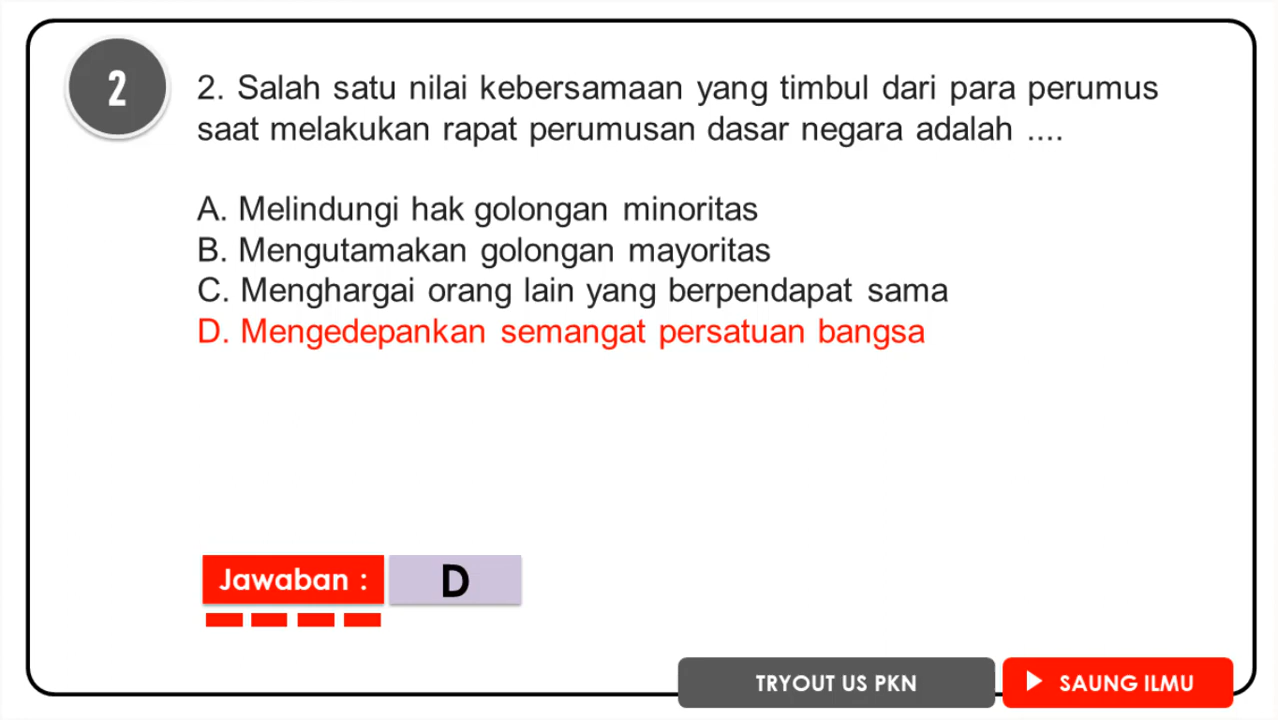 2
2. Salah satu nilai kebersamaan yang timbul dari para perumus
saat melakukan rapat perumusan dasar negara adalah ....
A. Melindungi hak golongan minoritas
B. Mengutamakan golongan mayoritas
C. Menghargai orang lain yang berpendapat sama
D. Mengedepankan semangat persatuan bangsa
Jawaban : D
TRYOUT US PKN
SAUNG ILMU